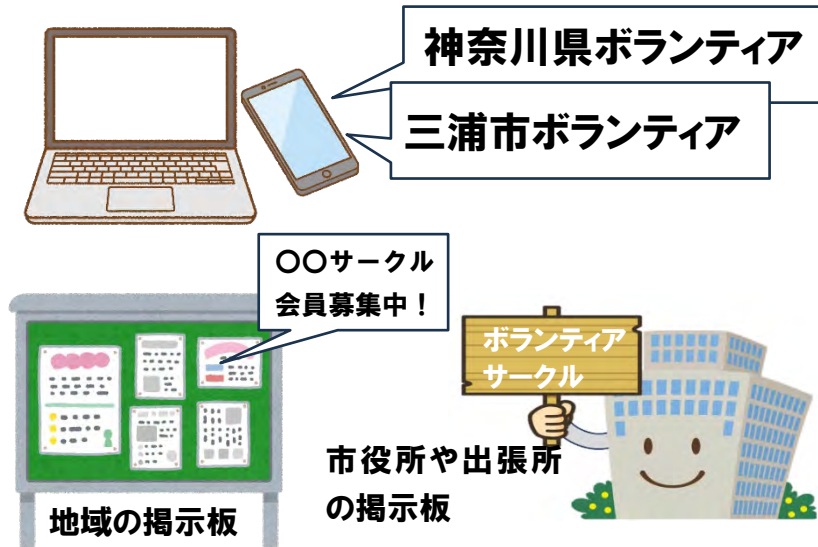 神奈川県ボランティア
三浦市ボランティア
〇〇サークル
会員募集中！
ボランティア
サークル
市役所や出張所
の掲示板
地域の掲示板